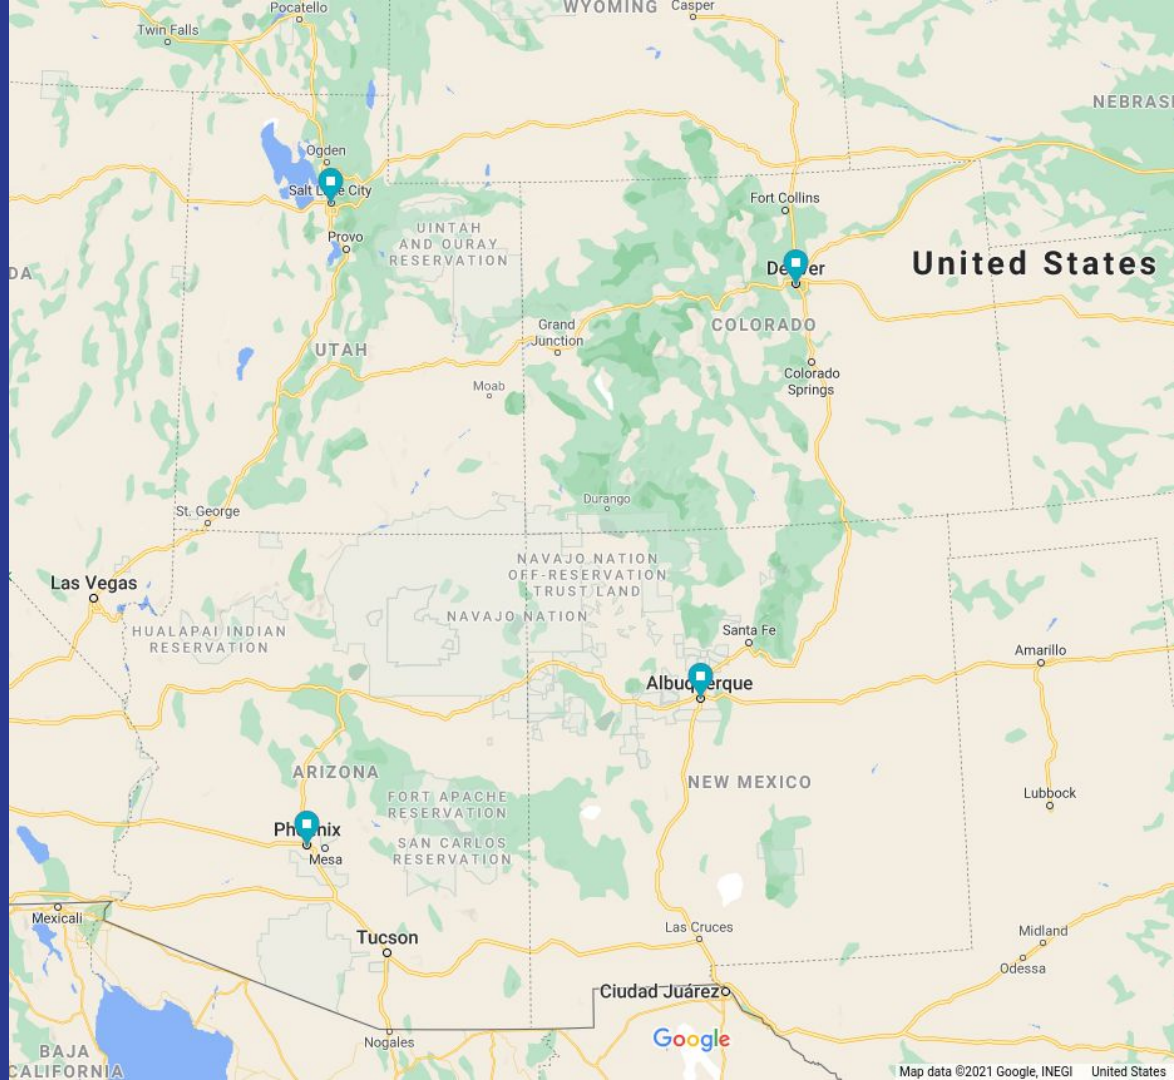 Pocatello
WYOMING
Casper
Twin Falls
NEBRAS
Ogden
Salt L e City
Fort Collins
UINTAH
AND OURAY
RESERVATION
Provo
DA
De er
United States
COLORADO
Grand
Junction
UTAH
Moab
Colorado
Springs
Durango
St. George
NAVAJO NATION
OFF-RESERVATION
TRUST LAND
Las Vegas
NAVAJO NATION
HUALAPAI INDIAN
RESERVATION
Santa Fe
Amarillo
Albuquerque
ARIZONA
NEW MEXICO
FORT APACHE
RESERVATION
Lubbock
Ph nix
Mesa
SAN CARLOS
RESERVATION
Mexicali
Las Cruces
Tucson
Midland
Odessa
Ciudad Juárez
Nogales
Google
BAJA
CALIFORNIA
Map data ©2021 Google, INEGI United States